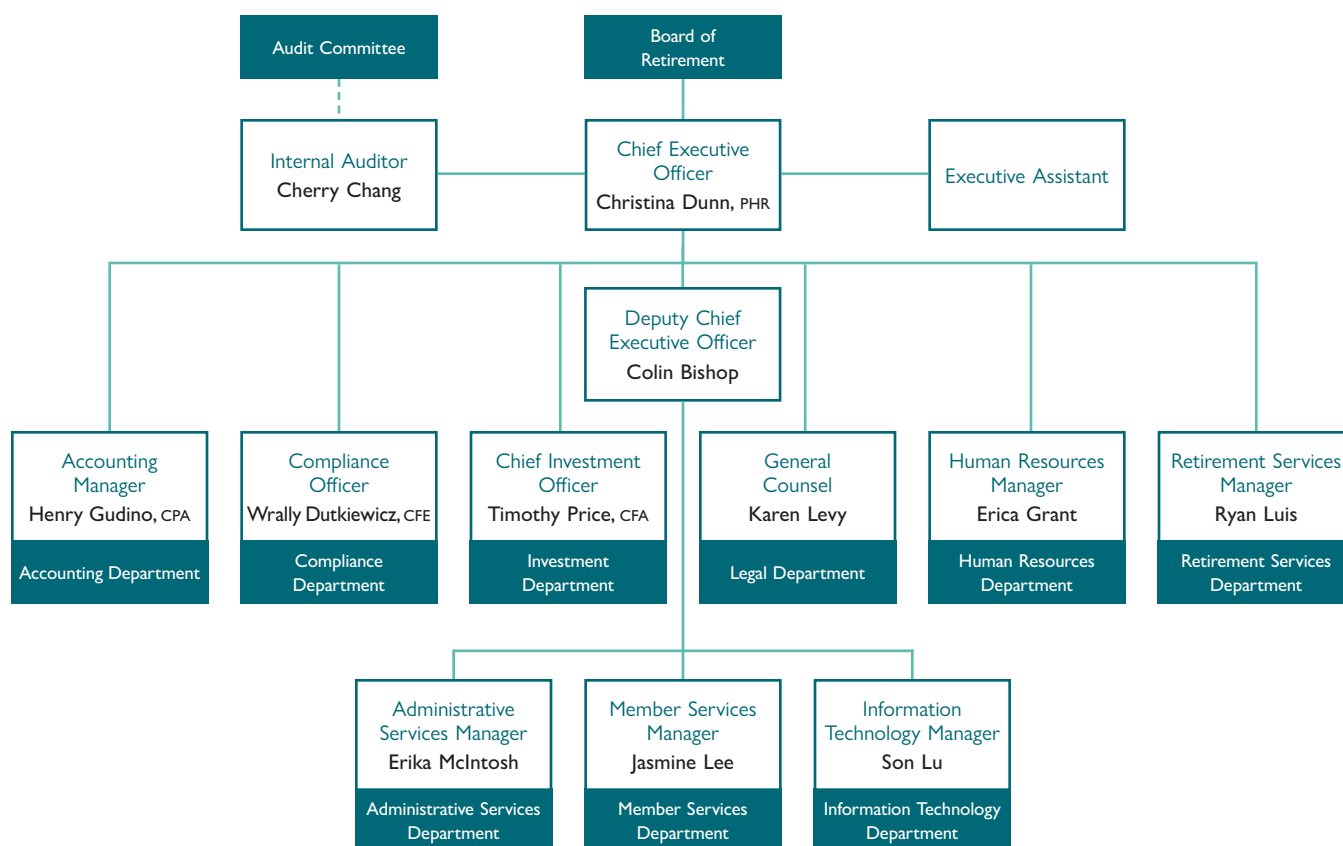 Audit Committee
Board of
Retirement
Internal Auditor
Cherry Chang
Chief Executive
Officer
Christina Dunn, PHR
Executive Assistant
Deputy Chief
Executive Officer
Colin Bishop
Accounting
Manager
Henry Gudino, CPA
Accounting Department
Compliance
Officer
Wrally Dutkiewicz, CFE
Compliance
Department
Chief Investment
Officer
Timothy Price, CFA
Investment
Department
General
Counsel
Karen Levy
Legal Department
Human Resources
Manager
Erica Grant
Human Resources
Department
Retirement Services
Manager
Ryan Luis
Retirement Services
Department
Administrative
Services Manager
Erika McIntosh
Administrative Services
Department
Member Services
Manager
Jasmine Lee
Member Services
Department
Information
Technology Manager
Son Lu
Information Technology
Department